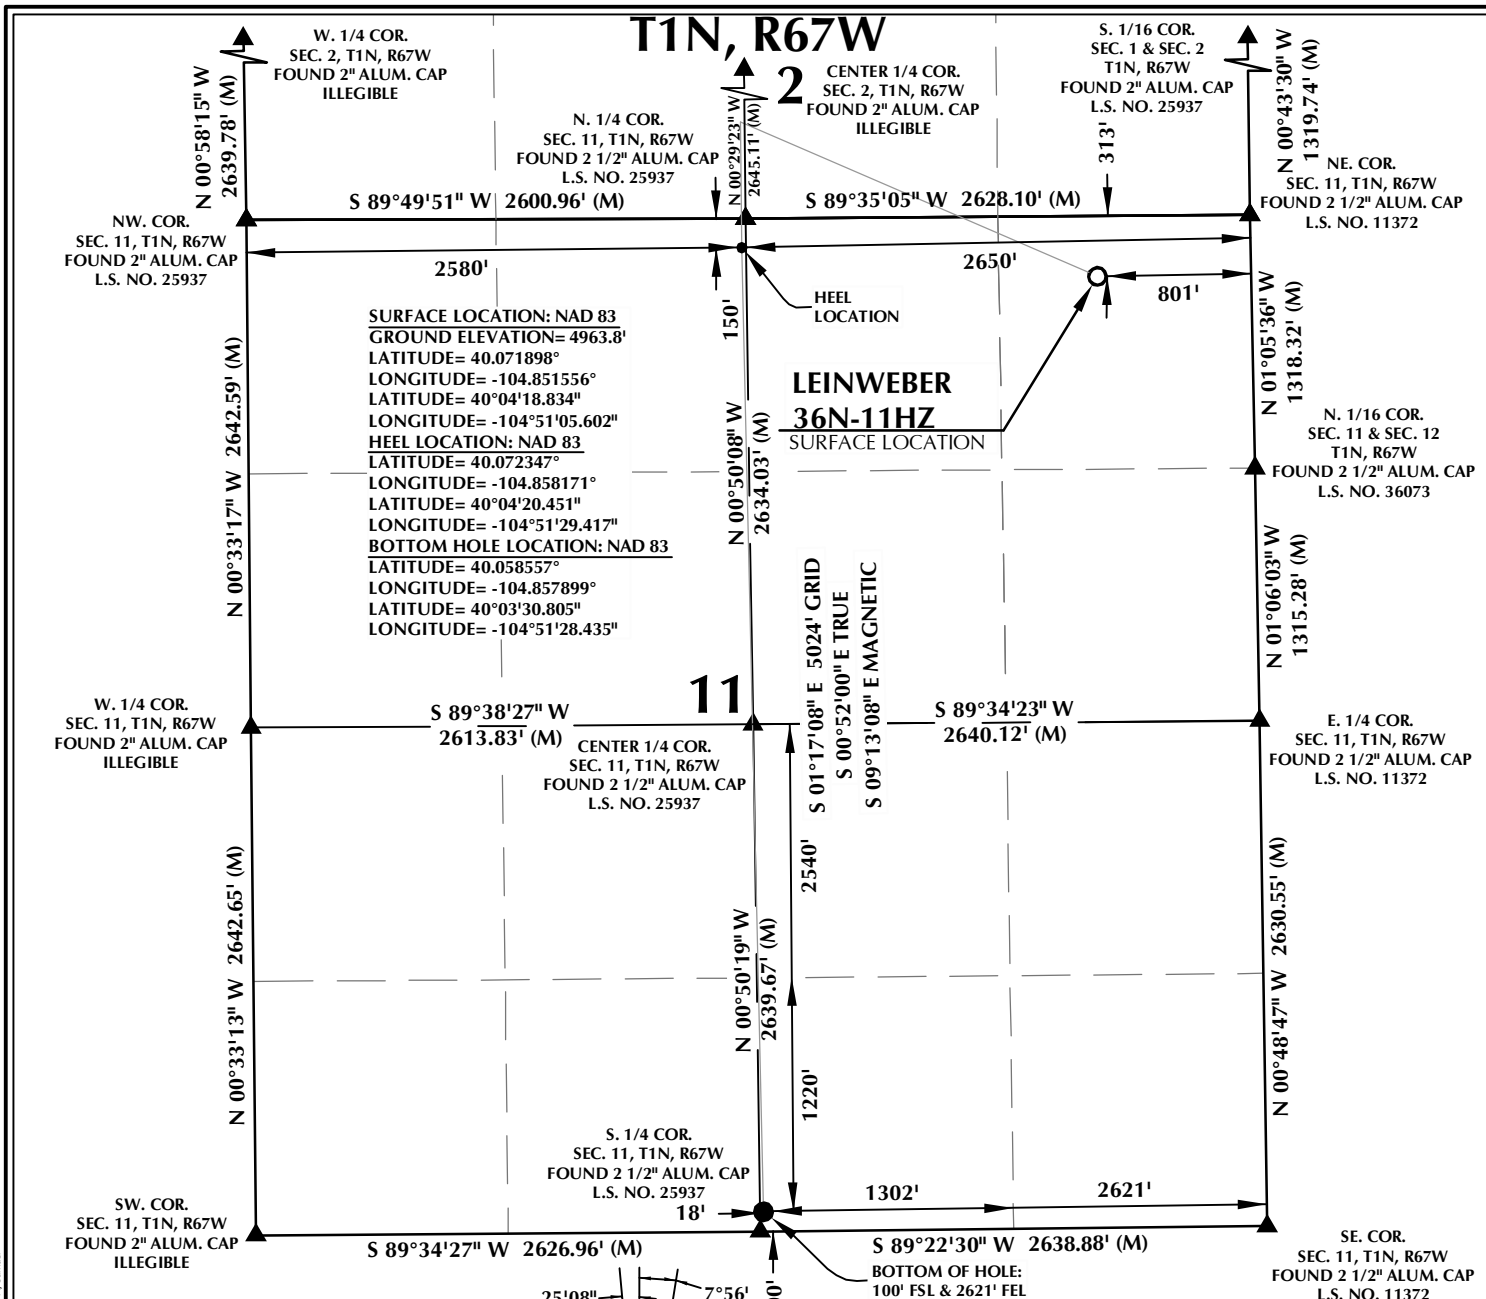 T1N, R67W
W. 1/4 COR.
SEC. 2, T1N, R67W
FOUND 2" ALUM. CAP
ILLEGIBLE
2
CENTER 1/4 COR.
SEC. 2, T1N, R67W
FOUND 2" ALUM. CAP
ILLEGIBLE
S. 1/16 COR.
SEC. 1 & SEC. 2
T1N, R67W
FOUND 2" ALUM. CAP
L.S. NO. 25937
N 00°58'15" W
2639.78' (M)
N. 1/4 COR.
SEC. 11, T1N, R67W
FOUND 2 1/2" ALUM. CAP
L.S. NO. 25937
N 00°29'23" W
2645.11' (M)
313'
N 00°43'30" W
1319.74' (M)
NE. COR.
SEC. 11, T1N, R67W
FOUND 2 1/2" ALUM. CAP
L.S. NO. 11372
S 89°49'51" W 2600.96' (M)
S 89°35'05" W 2628.10' (M)
NW. COR.
SEC. 11, T1N, R67W
FOUND 2" ALUM. CAP
L.S. NO. 25937
2580'
2650'
801'
150'
HEEL
LOCATION
SURFACE LOCATION: NAD 83
GROUND ELEVATION= 4963.8'
LATITUDE= 40.071898°
LONGITUDE= -104.851556°
LATITUDE= 40°04'18.834"
LONGITUDE= -104°51'05.602"
HEEL LOCATION: NAD 83
LATITUDE= 40.072347°
LONGITUDE= -104.858171°
LATITUDE= 40°04'20.451"
LONGITUDE= -104°51'29.417"
BOTTOM HOLE LOCATION: NAD 83
LATITUDE= 40.058557°
LONGITUDE= -104.857899°
LATITUDE= 40°03'30.805"
LONGITUDE= -104°51'28.435"
LEINWEBER
36N-11HZ
SURFACE LOCATION
N 01°05'36" W
1318.32' (M)
N. 1/16 COR.
SEC. 11 & SEC. 12
T1N, R67W
FOUND 2 1/2" ALUM. CAP
L.S. NO. 36073
N 00°33'17" W 2642.59' (M)
N 00°50'08" W
2634.03' (M)
N 01°06'03" W
1315.28' (M)
S 01°17'08" E 5024' GRID
S 00°52'00" E TRUE
S 09°13'08" E MAGNETIC
11
W. 1/4 COR.
SEC. 11, T1N, R67W
FOUND 2" ALUM. CAP
ILLEGIBLE
S 89°38'27" W
2613.83' (M)
CENTER 1/4 COR.
SEC. 11, T1N, R67W
FOUND 2 1/2" ALUM. CAP
L.S. NO. 25937
S 89°34'23" W
2640.12' (M)
E. 1/4 COR.
SEC. 11, T1N, R67W
FOUND 2 1/2" ALUM. CAP
L.S. NO. 11372
N 00°33'13" W 2642.65' (M)
N 00°50'19" W
2639.67' (M)
2540'
1220'
N 00°48'47" W 2630.55' (M)
S. 1/4 COR.
SEC. 11, T1N, R67W
FOUND 2 1/2" ALUM. CAP
L.S. NO. 25937
18'
1302'
2621'
SW. COR.
SEC. 11, T1N, R67W
FOUND 2" ALUM. CAP
ILLEGIBLE
S 89°34'27" W 2626.96' (M)
S 89°22'30" W 2638.88' (M)
BOTTOM OF HOLE:
100' FSL & 2621' FEL
SE. COR.
SEC. 11, T1N, R67W
FOUND 2 1/2" ALUM. CAP
L.S. NO. 11372
25'08"
7°56'